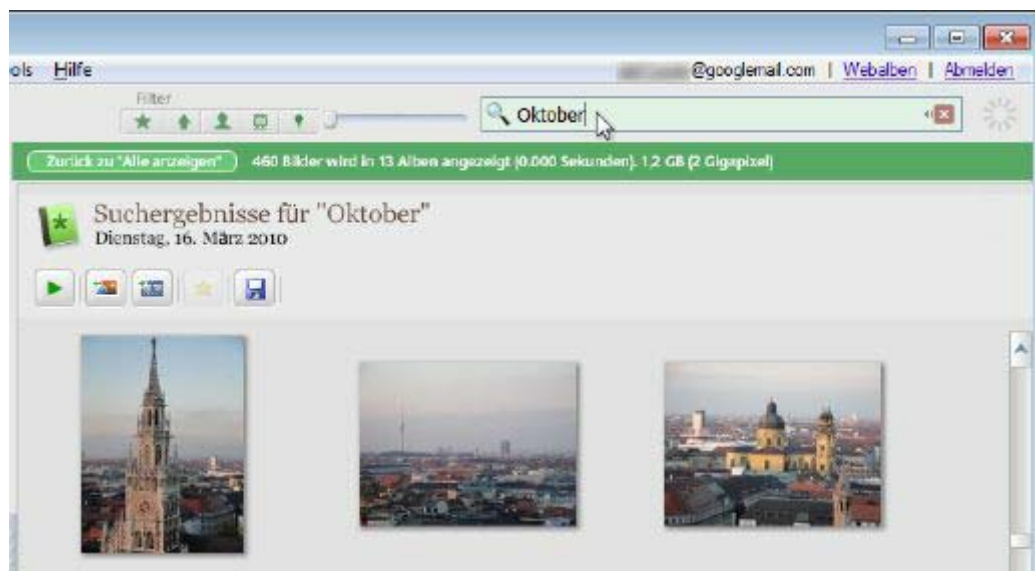 ols Hilfe
@googlemail.com | Webalben | Abmelden
Filter
Oktober
Zurück zu "Alle anzeigen" 460 Bilder wird in 13 Alben angezeigt (0.000 Sekunden). 1,2 GB (2 Gigapixel)
Suchergebnisse für "Oktober"
Dienstag, 16. März 2010